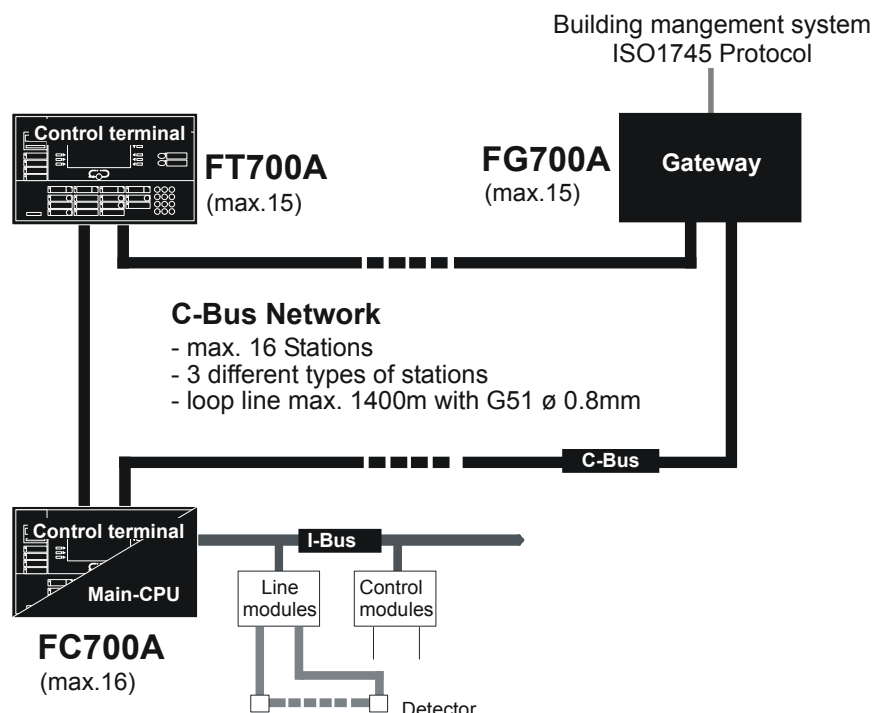 Building mangement system
ISO1745 Protocol
Control terminal
FT700A
(max.15)
FG700A
(max.15)
Gateway
C-Bus Network
- max. 16 Stations
- 3 different types of stations
- loop line max. 1400m with G51 ø 0.8mm
C-Bus
Control terminal
Main-CPU
I-Bus
Line
modules
Control
modules
FC700A
(max.16)
Detector